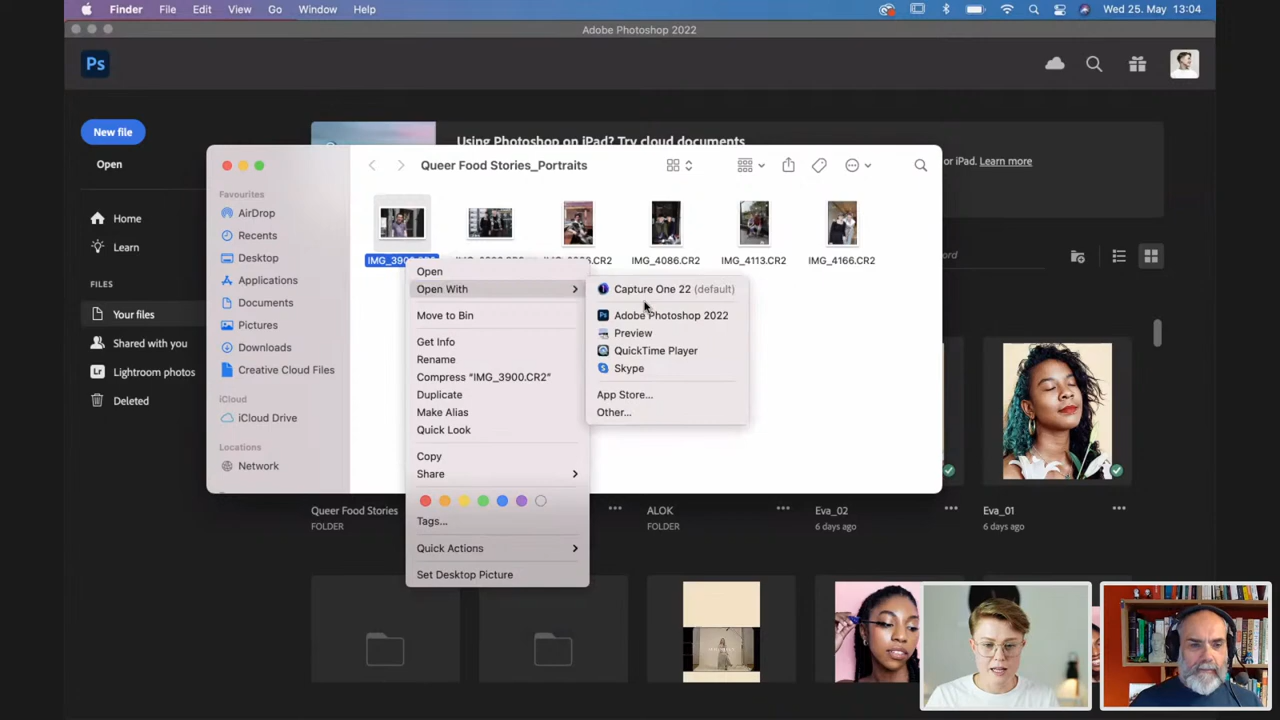 Finder File Edit View Go Window Help
Wed 25. May 13:04
Adobe Photoshop 2022
Ps
New file
Open
Home
Learn
FILES
Your files
Shared with you
Lr Lightroom photos
Deleted
Using Photoshop on iPad? Try cloud documents
or iPad. Learn more
Favourites
AirDrop
Recents
Desktop
Applications
Documents
Pictures
Downloads
Creative Cloud Files
iCloud
iCloud Drive
Locations
Network
Queer Food Stories_Portraits
IMG_4086.CR2
IMG_4113.CR2
IMG_4166.CR2
Open
Open With
Move to Bin
Get Info
Rename
Compress “IMG_3900.CR2”
Duplicate
Make Alias
Quick Look
Copy
Share
Tags...
Quick Actions
Set Desktop Picture
Capture One 22 (default)
Ps Adobe Photoshop 2022
Preview
QuickTime Player
Skype
App Store...
Other...
Queer Food Stories
FOLDER
ALOK
FOLDER
Eva_02
6 days ago
Eva_01
6 days ago